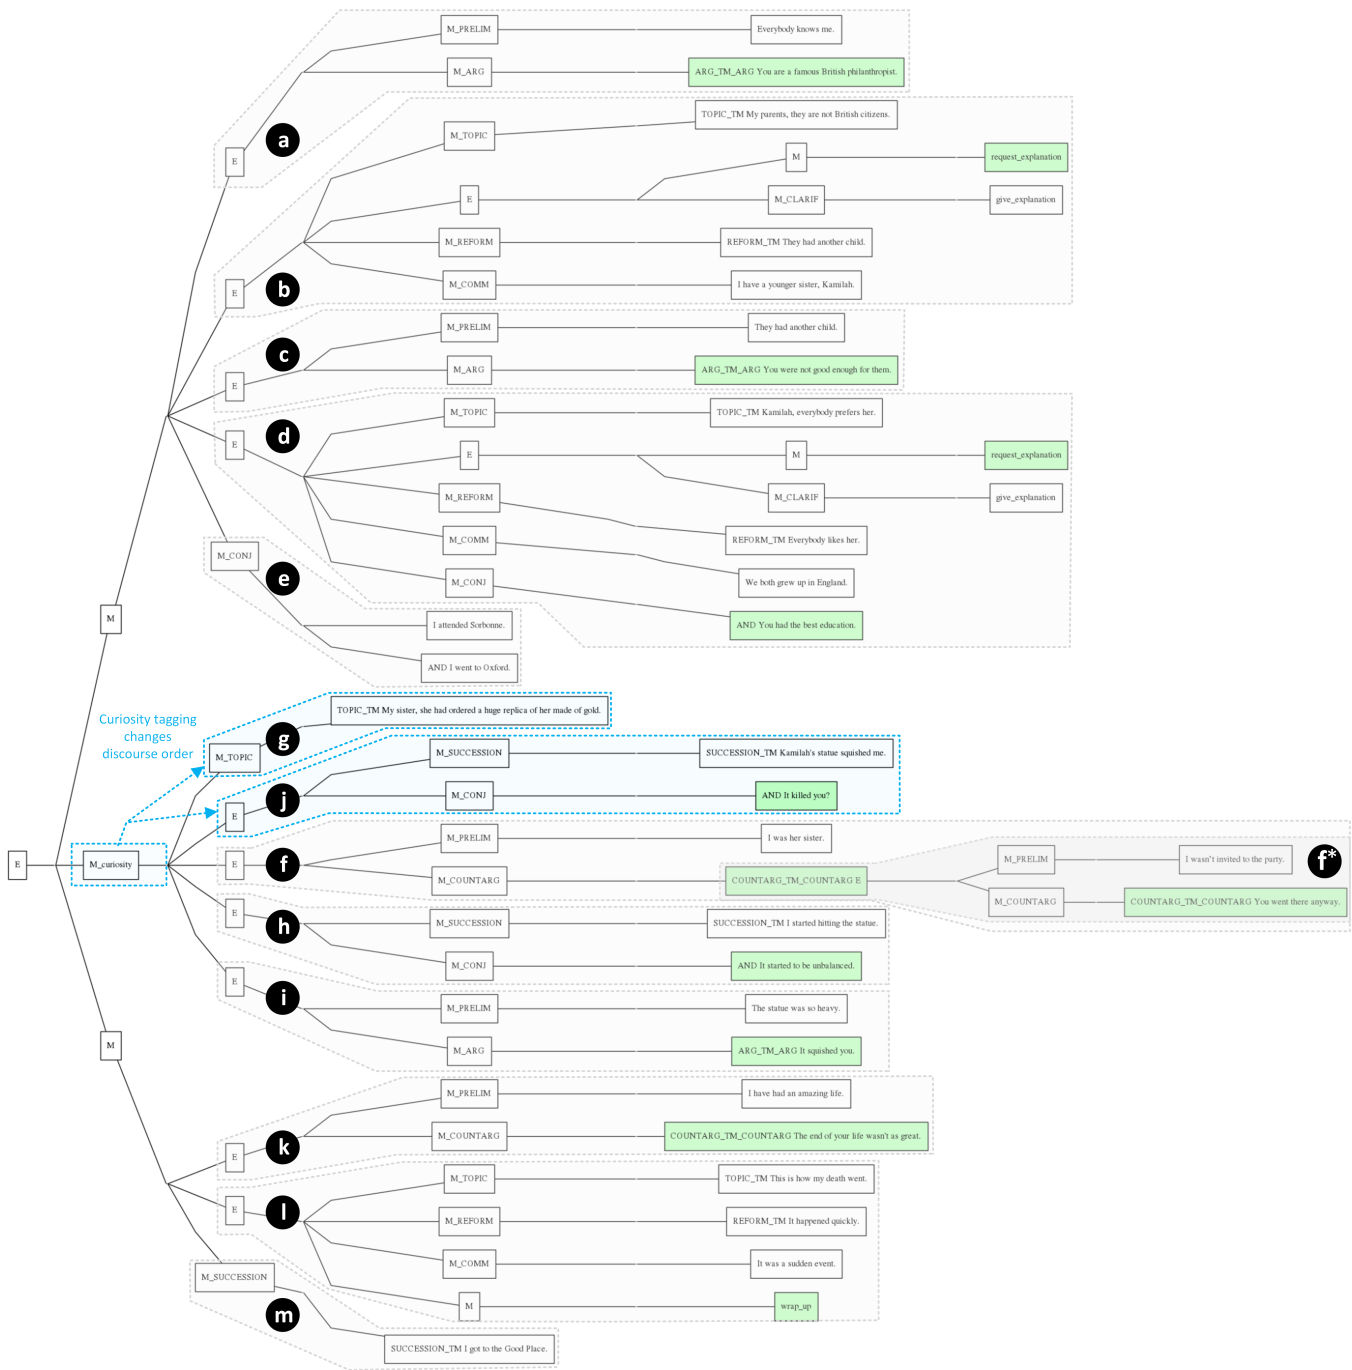 M_PRELIM
Everybody knows me.
M_ARG
ARG_TM_ARG You are a famous British philanthropist.
a
E
M_TOPIC
TOPIC_TM My parents, they are not British citizens.
M
request_explanation
E
M_CLARIF
give_explanation
M_REFORM
REFORM_TM They had another child.
E
b
M_COMM
I have a younger sister, Kamilah.
M_PRELIM
They had another child.
c
M_ARG
ARG_TM_ARG You were not good enough for them.
E
M_TOPIC
TOPIC_TM Kamilah, everybody prefers her.
d
E
E
M
request_explanation
M_REFORM
M_CLARIF
give_explanation
M_COMM
REFORM_TM Everybody likes her.
M_CONJ
e
M_CONJ
We both grew up in England.
M
I attended Sorbonne.
AND You had the best education.
AND I went to Oxford.
Curiosity tagging
changes
discourse order
TOPIC_TM My sister, she had ordered a huge replica of her made of gold.
g
M_TOPIC
M_SUCCESSION
SUCCESSION_TM Kamilah's statue squished me.
j
M_CONJ
AND It killed you?
E
M_PRELIM
I was her sister.
E
M_curiosity
E
f
M_COUNTARG
COUNTARG_TM_COUNTARG E
M_PRELIM
I wasn't invited to the party.
f*
M_COUNTARG
COUNTARG_TM_COUNTARG You went there anyway.
E
h
M_SUCCESSION
SUCCESSION_TM I started hitting the statue.
M_CONJ
AND It started to be unbalanced.
E
i
M_PRELIM
The statue was so heavy.
M
M_ARG
ARG_TM_ARG It squished you.
M_PRELIM
I have had an amazing life.
k
M_COUNTARG
COUNTARG_TM_COUNTARG The end of your life wasn't as great.
E
M_TOPIC
TOPIC_TM This is how my death went.
E
l
M_REFORM
REFORM_TM It happened quickly.
M_COMM
It was a sudden event.
M_SUCCESSION
m
M
wrap_up
SUCCESSION_TM I got to the Good Place.